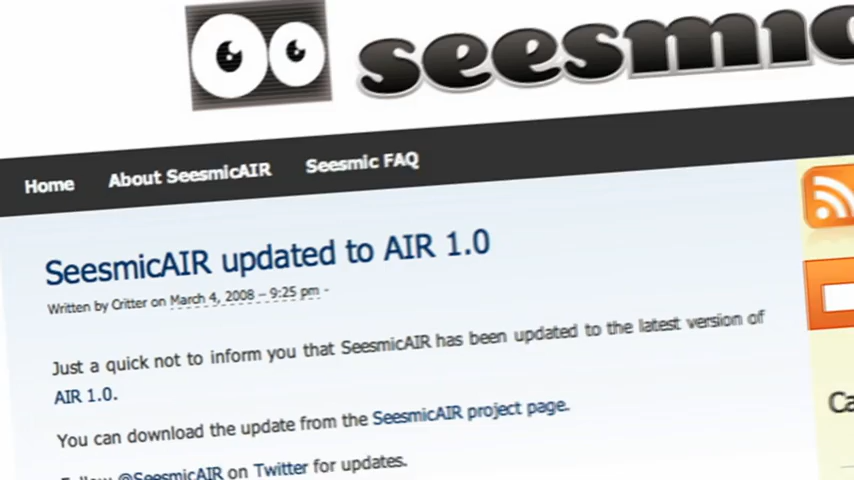 seesmic
Home About SeesmicAIR Seesmic FAQ
SeesmicAIR updated to AIR 1.0
Written by Critter on March 4, 2008 – 9:25 pm -
Just a quick not to inform you that SeesmicAIR has been updated to the latest version of
AIR 1.0.
You can download the update from the SeesmicAIR project page.
Follow @SeesmicAIR on Twitter for updates.
Ca